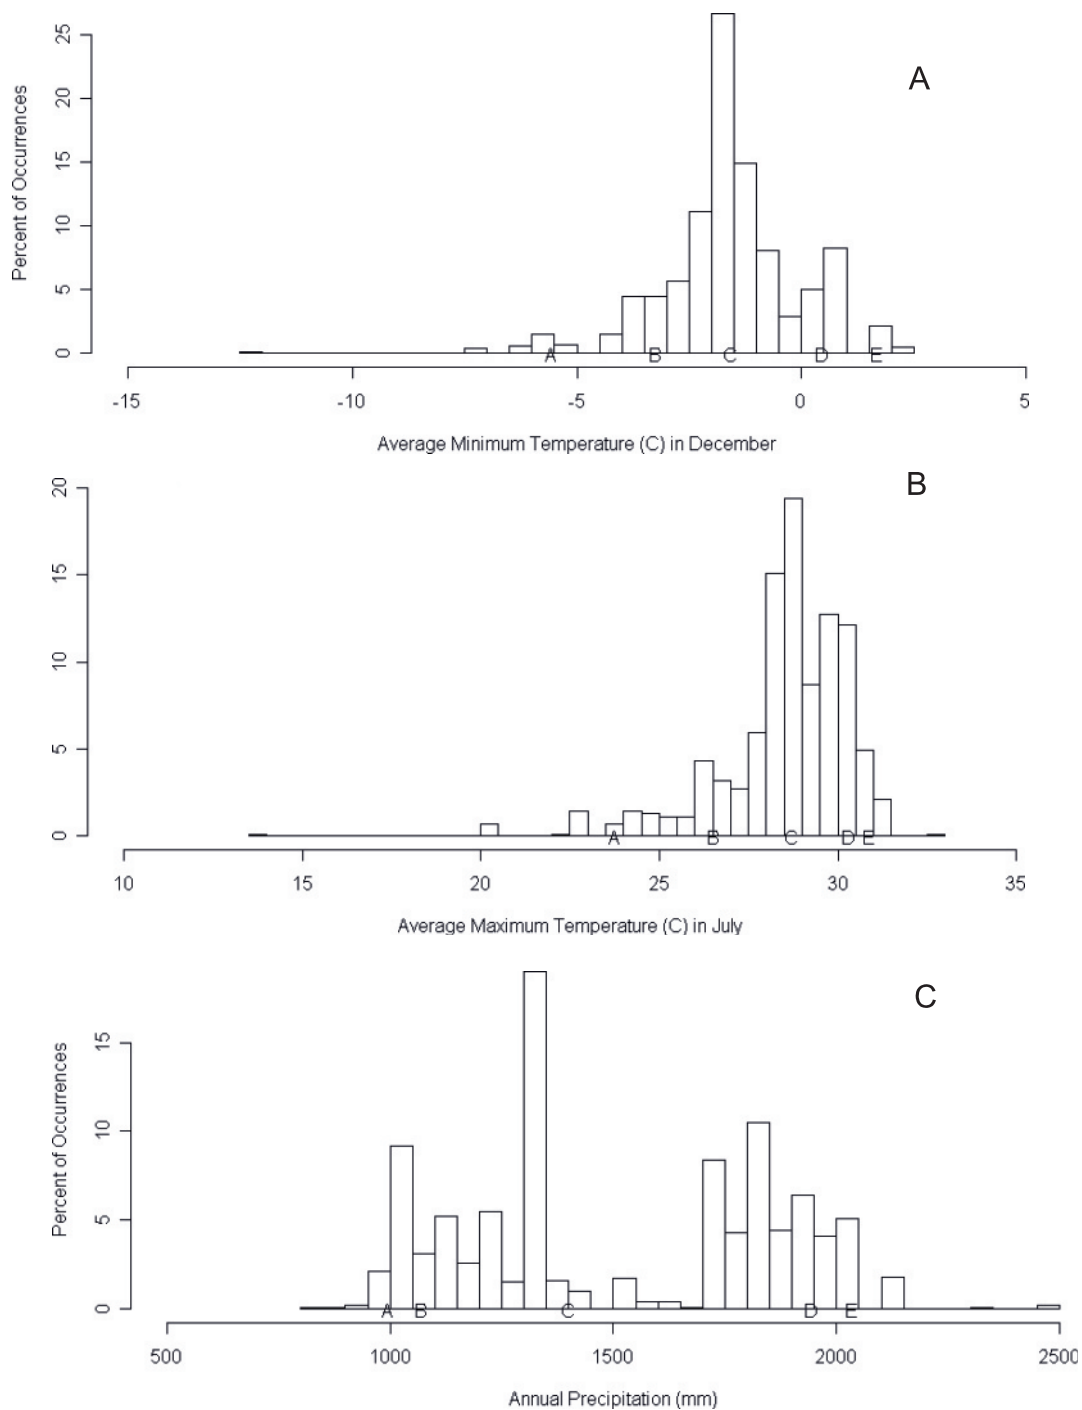 A
Percent of Occurrences
25
20
15
10
5
0
A B C D E
-15 -10 -5 0 5
Average Minimum Temperature (C) in December
B
20
15
10
5
0
A B C D E
10 15 20 25 30 35
Average Maximum Temperature (C) in July
C
Percent of Occurrences
15
10
5
0
A B C D E
500 1000 1500 2000 2500
Annual Precipitation (mm)